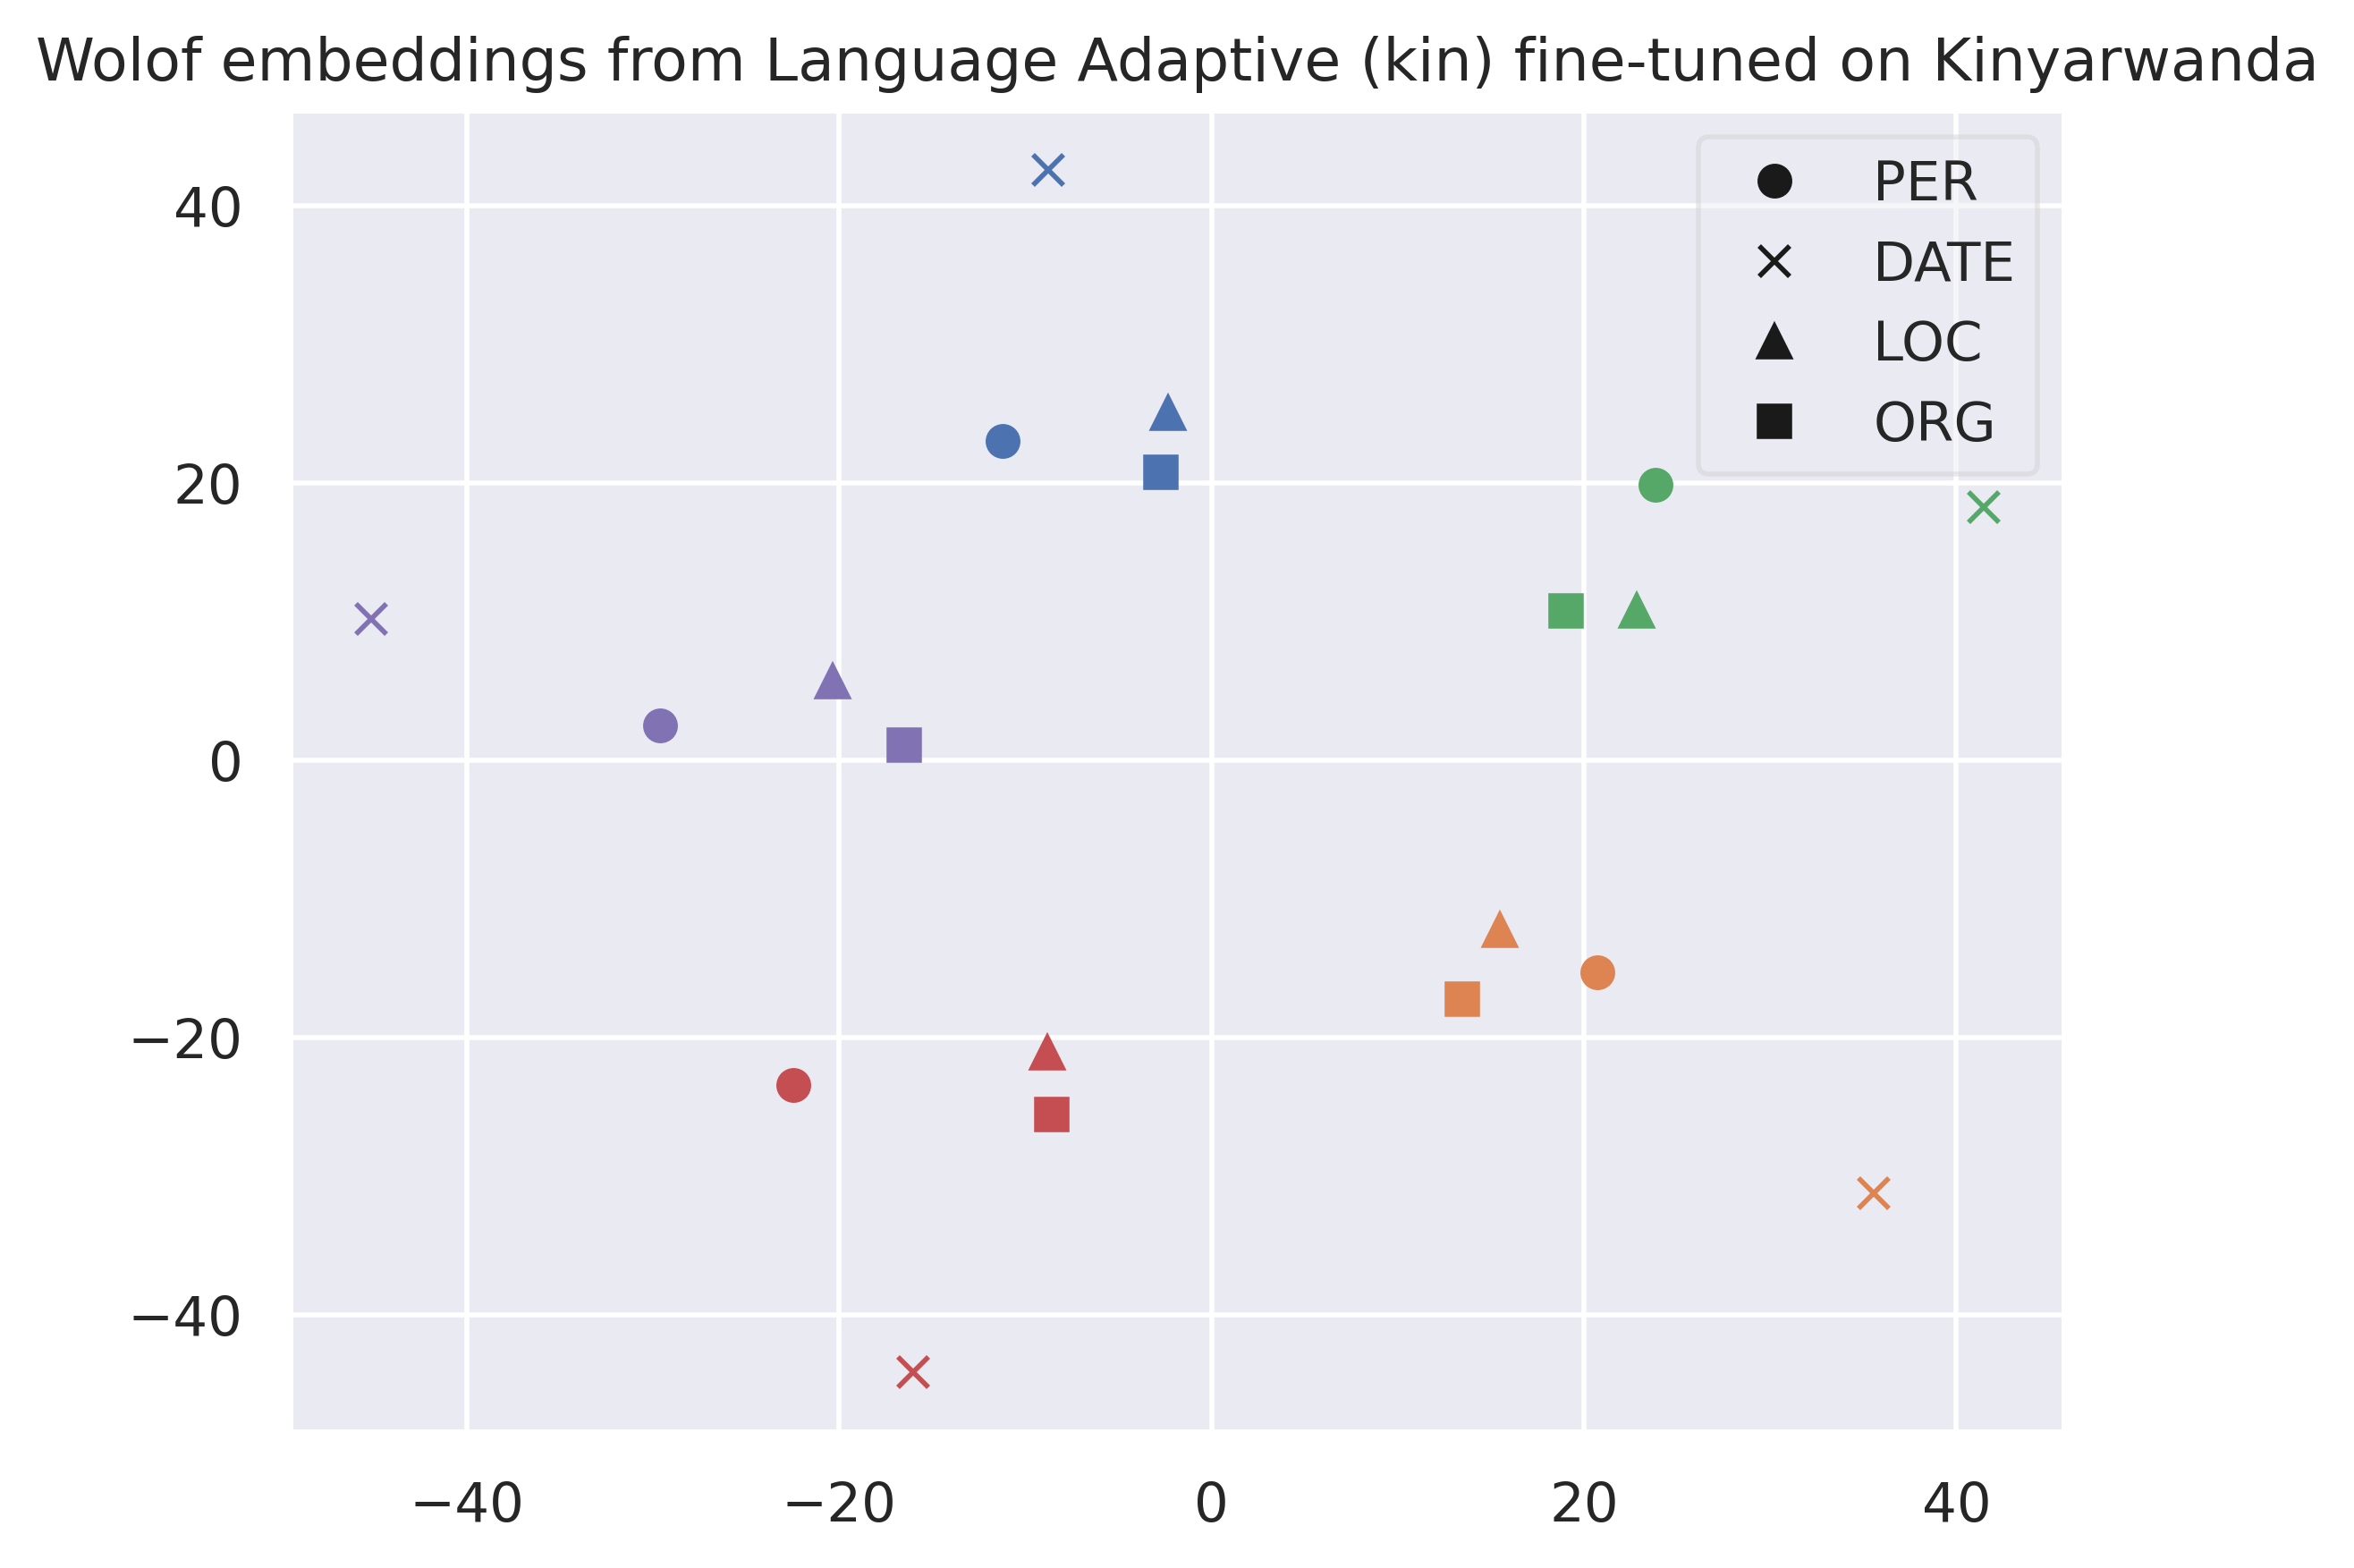 Wolof embeddings from Language Adaptive (kin) fine-tuned on Kinyarwanda
PER
DATE
LOC
ORG
40
20
0
−20
−40
−40 −20 0 20 40